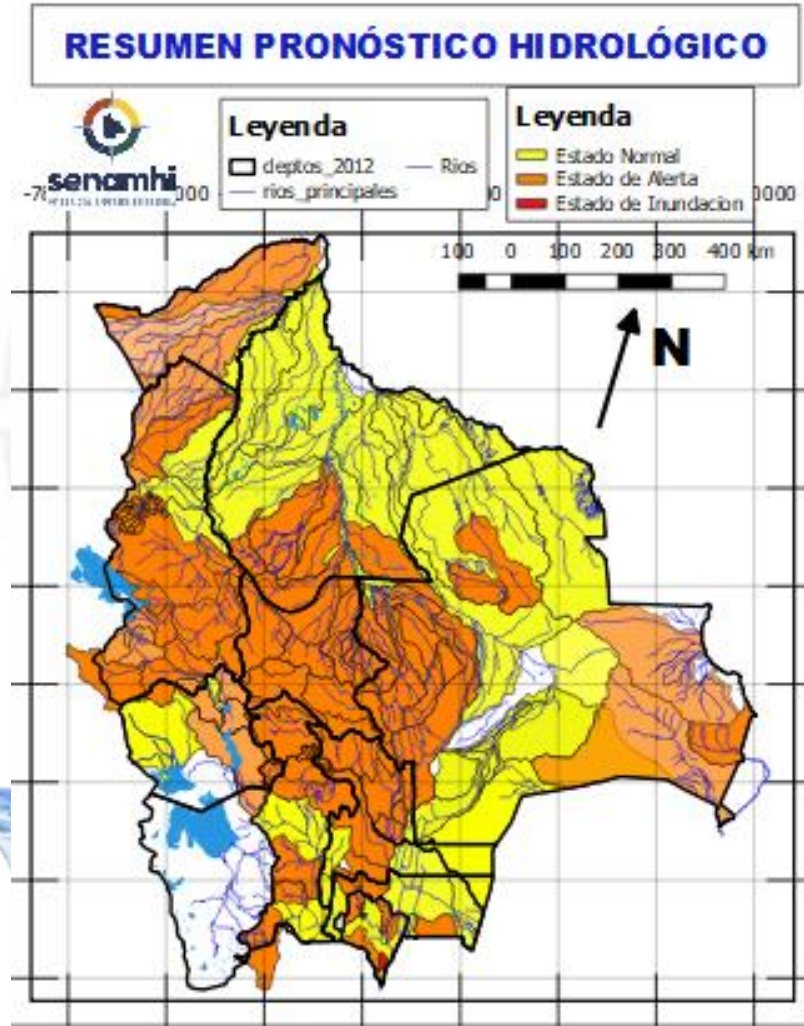 RESUMEN PRONÓSTICO HIDROLÓGICO
senamhi
Leyenda
deptos_2012
Rios
rios_principales
Leyenda
Estado Normal
Estado de Alerta
Estado de Inundacion
100 0 100 200 300 400 km
N